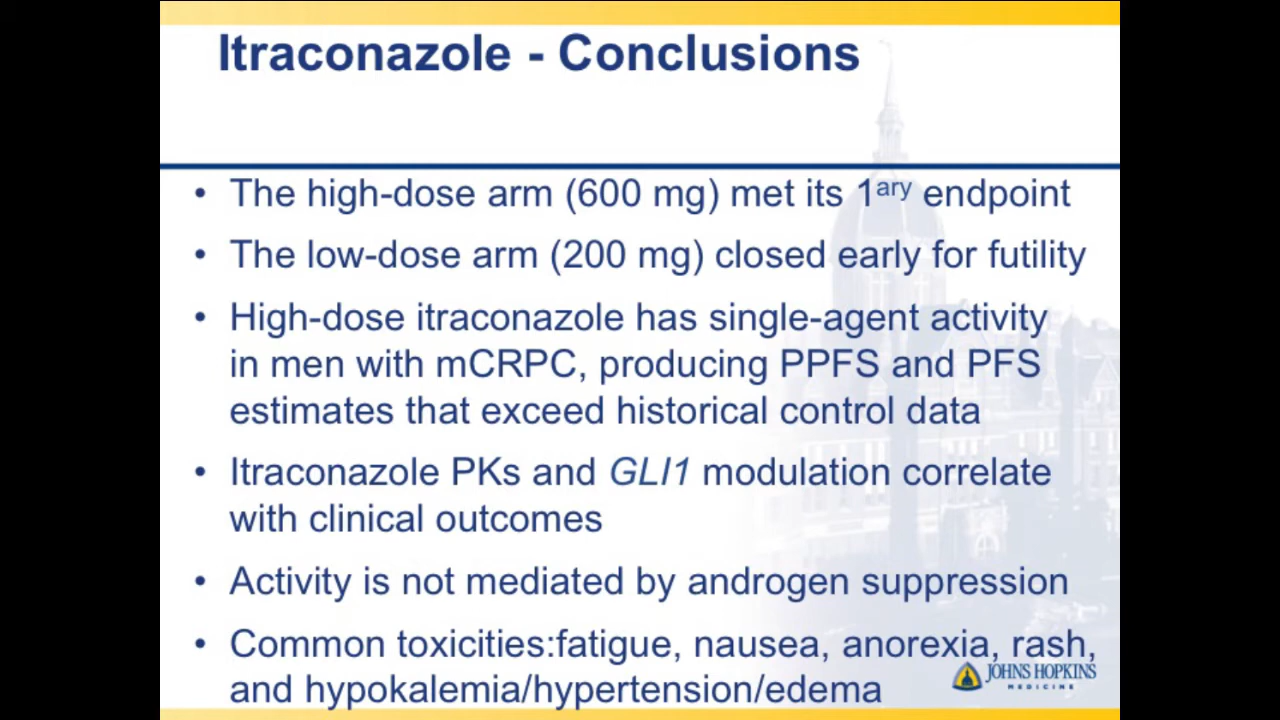 Itraconazole - Conclusions
• The high-dose arm (600 mg) met its 1ary endpoint
• The low-dose arm (200 mg) closed early for futility
• High-dose itraconazole has single-agent activity
in men with mCRPC, producing PPFS and PFS
estimates that exceed historical control data
• Itraconazole PKs and GLI1 modulation correlate
with clinical outcomes
• Activity is not mediated by androgen suppression
• Common toxicities:fatigue, nausea, anorexia, rash,
and hypokalemia/hypertension/edema
JOHNS HOPKINS
MEDICINE